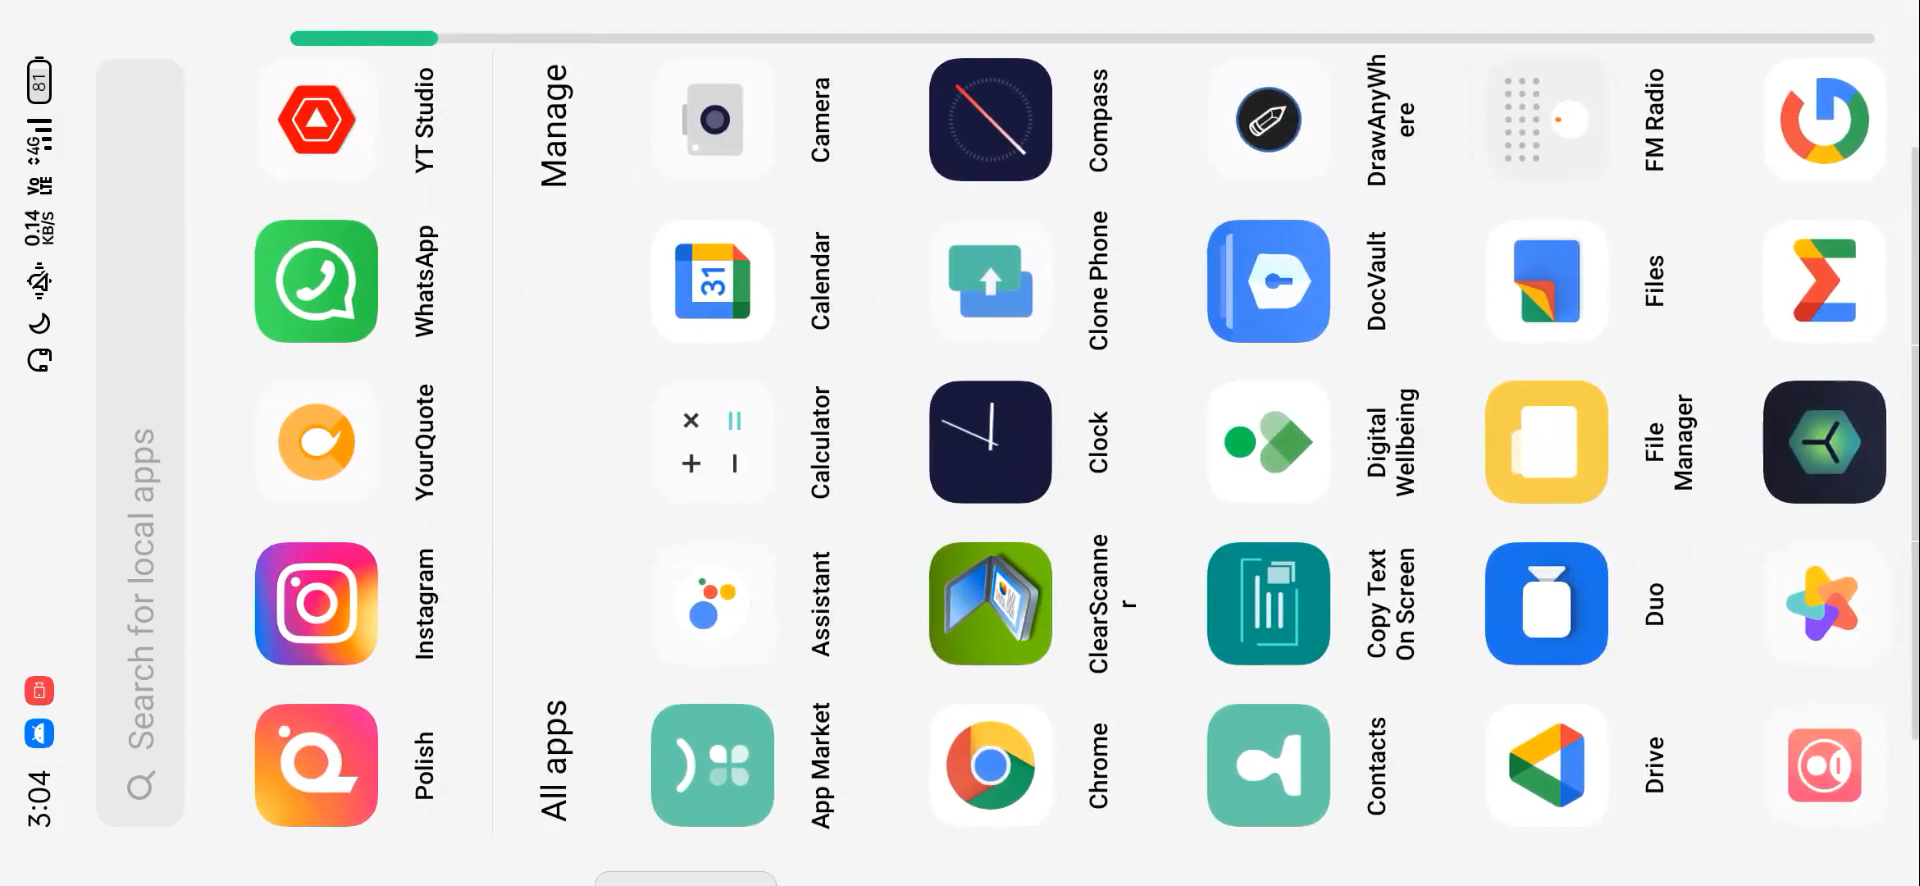 3:04
0.14 KB/s
Vo LTE
4G
81
Search for local apps
Polish
Instagram
YourQuote
WhatsApp
YT Studio
All apps
Manage
31
App Market
Assistant
Calculator
Calendar
Camera
Chrome
ClearScanne
r
Clock
Clone Phone
Compass
Contacts
Copy Text
On Screen
Digital
Wellbeing
DocVault
DrawAnyWh
ere
Drive
Duo
File
Manager
Files
FM Radio